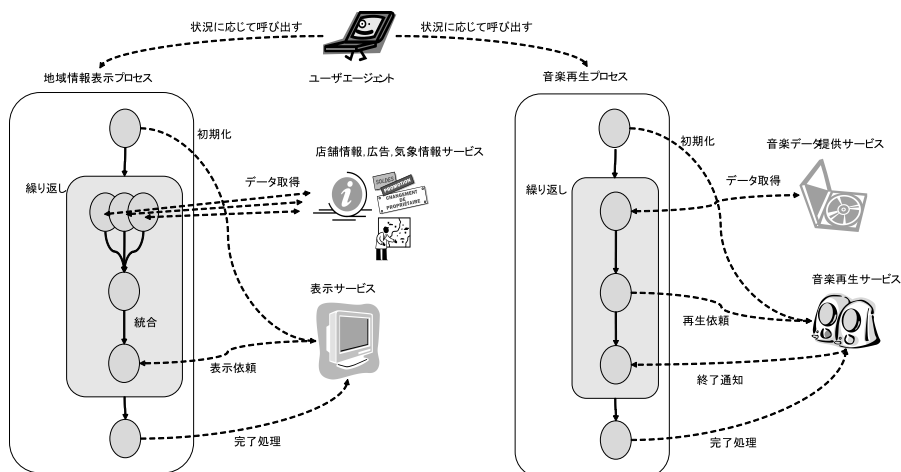 状況に応じて呼び出す
状況に応じて呼び出す
地域情報表示プロセス
ユーザエージェント
音楽再生プロセス
初期化
店舗情報,広告,気象情報サービス
繰り返し
データ取得
SOLDES
PROMOTION
CHANGEMENT
DE
PROPRIÉTAIRE
表示サービス
統合
表示依頼
完了処理
初期化
音楽データ提供サービス
繰り返し
データ取得
音楽再生サービス
再生依頼
終了通知
完了処理